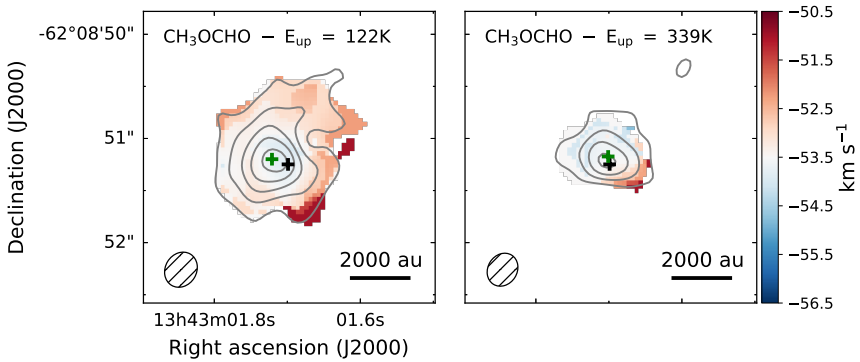 CH₃OCHO − E_up = 122K
CH₃OCHO − E_up = 339K
-62°08'50"
51"
52"
Declination (J2000)
2000 au
2000 au
13h43m01.8s
01.6s
Right ascension (J2000)
−50.5
−51.5
−52.5
−53.5
−54.5
−55.5
−56.5
km s⁻¹